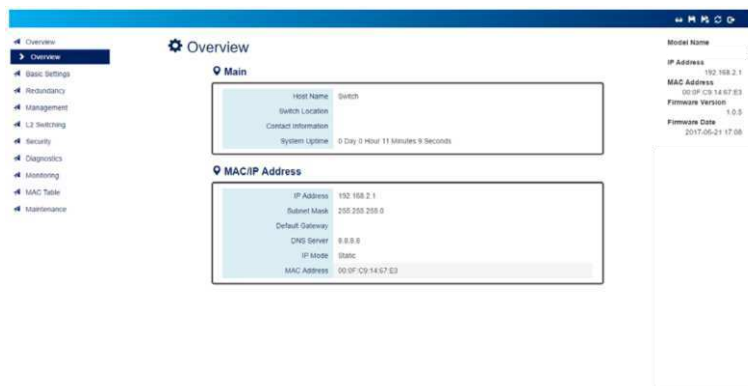 Overview
Overview
Basic Settings
Redundancy
Management
L2 Switching
Security
Diagnostics
Monitoring
MAC Table
Maintenance
Overview
Main
Host Name Switch
Switch Location
Contact Information
System Uptime 0 Day 0 Hour 11 Minutes 9 Seconds
MAC/IP Address
IP Address 192.168.2.1
Subnet Mask 255.255.255.0
Default Gateway
DNS Server 8.8.8.8
IP Mode Static
MAC Address 00:0F:C9:14:67:E3
Model Name
IP Address
192.168.2.1
MAC Address
00:0F:C9:14:67:E3
Firmware Version
1.0.5
Firmware Date
2017-06-21 17:08